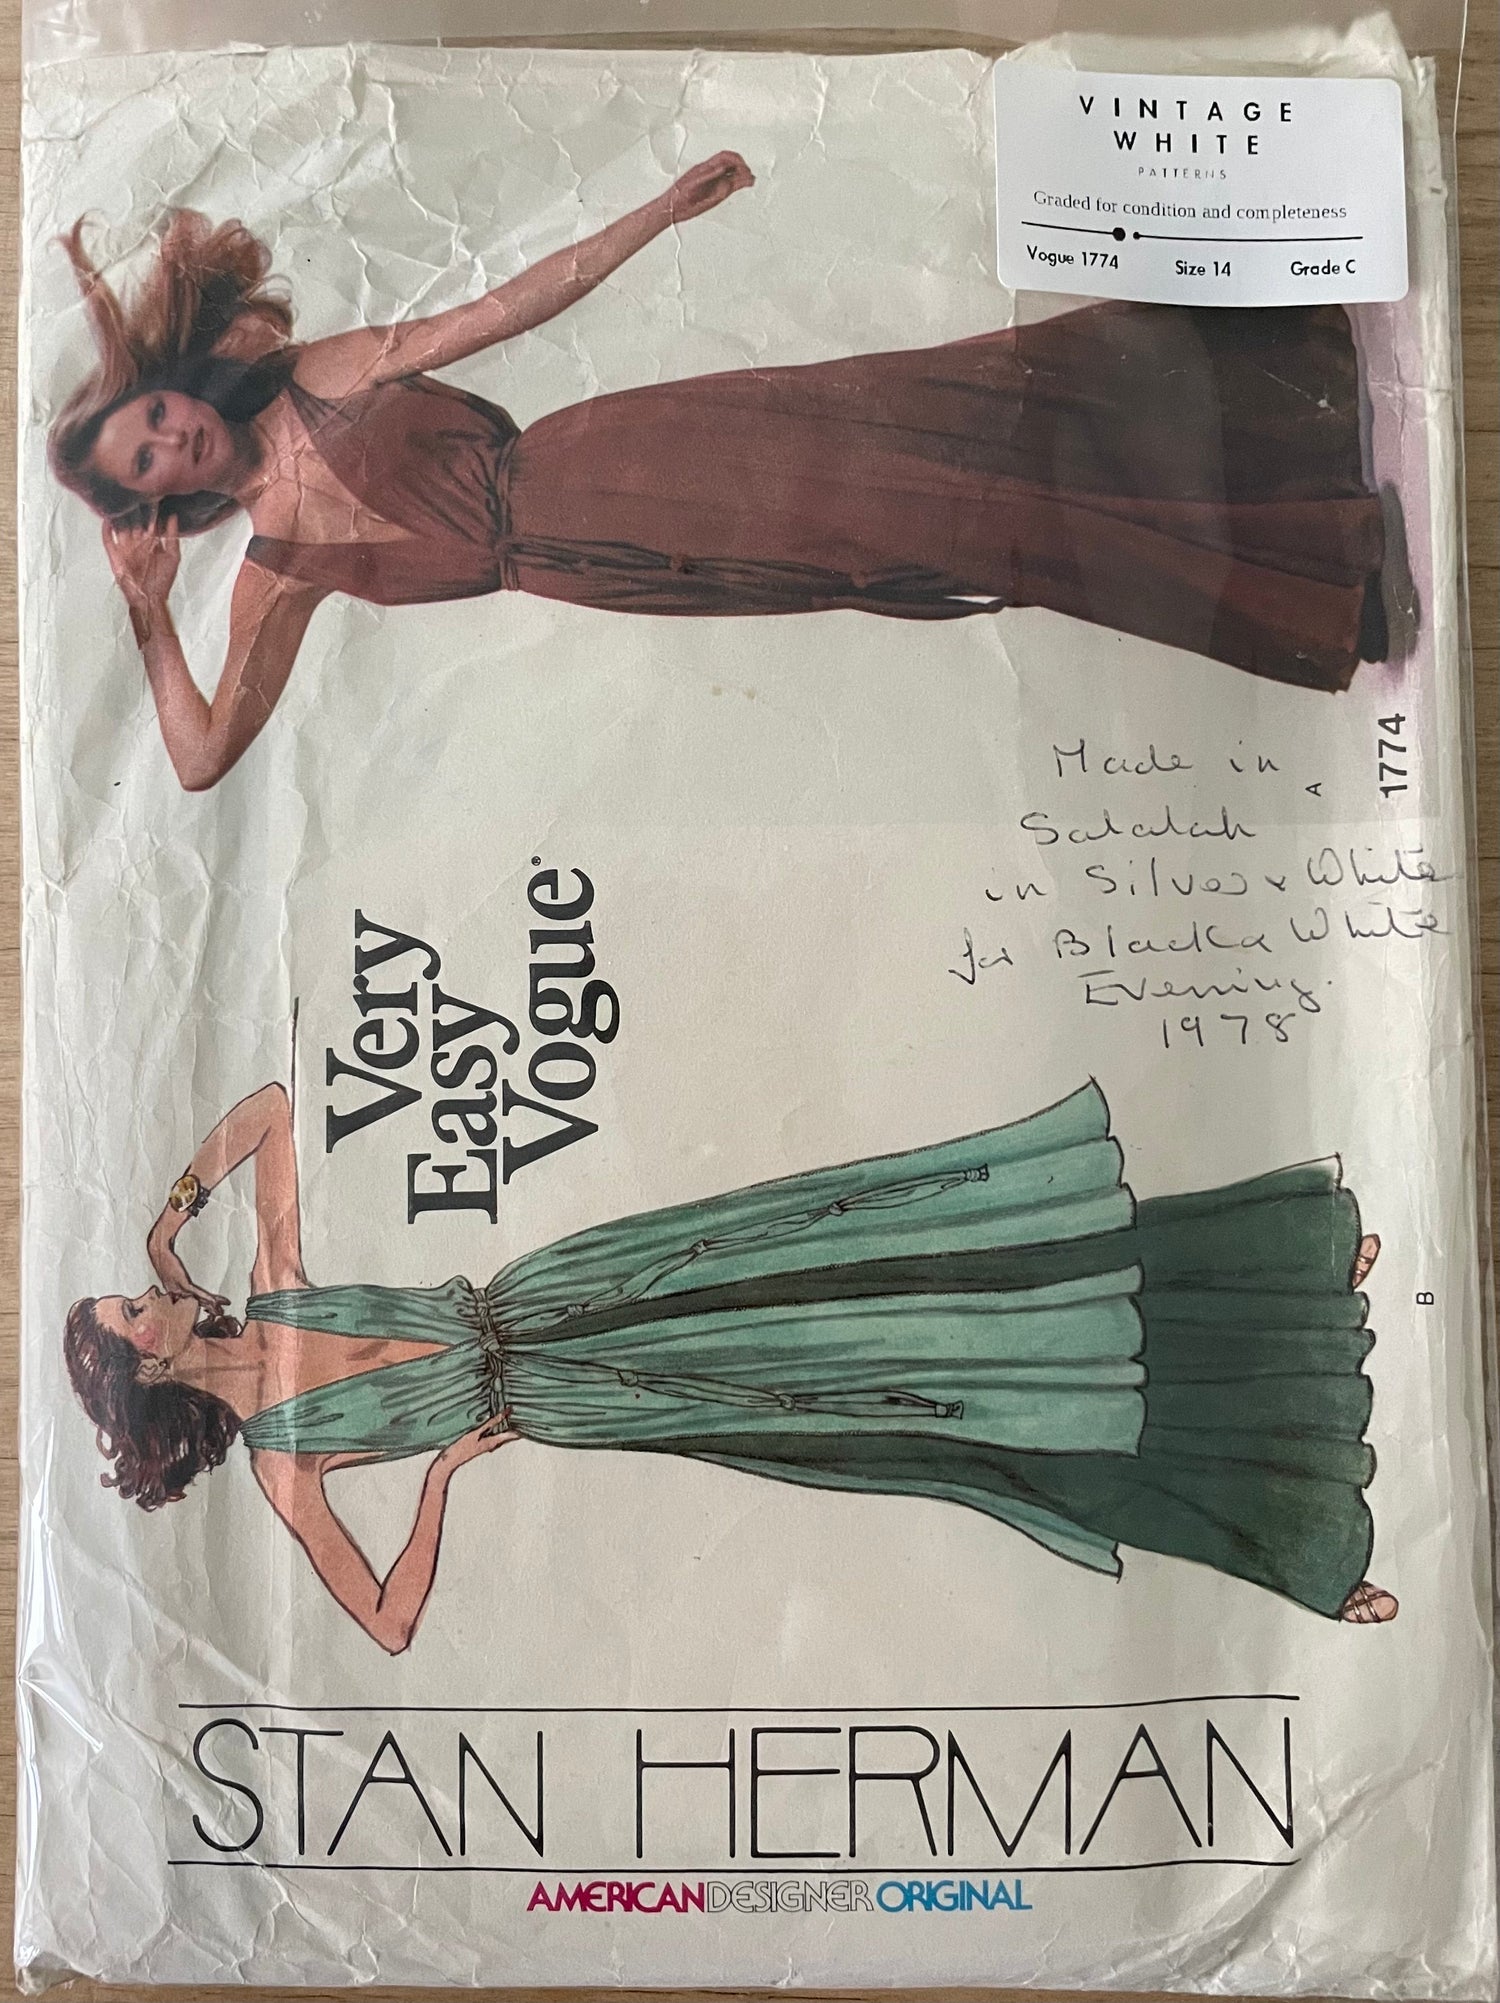 VINTAGE
WHITE
PATTERNS
Graded for condition and completeness
Vogue 1774 Size 14 Grade C
1774
A
Made in
Salalah
in Silver & White
for Black & White
Evening.
1978
Very
Easy
Vogue®
B
STAN HERMAN
AMERICAN DESIGNER ORIGINAL